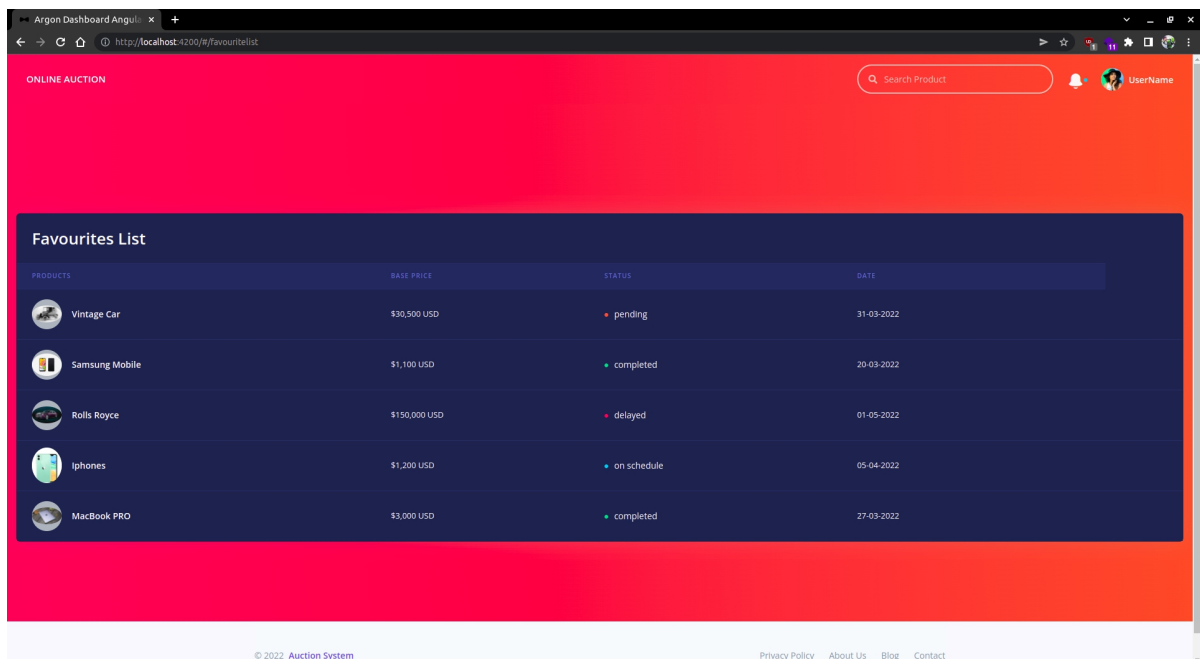 Argon Dashboard Angula
http://localhost:4200/#/favouritelist
1
11
ONLINE AUCTION
Search Product
UserName
Favourites List
PRODUCTS BASE PRICE STATUS DATE
Vintage Car $30,500 USD pending 31-03-2022
Samsung Mobile $1,100 USD completed 20-03-2022
Rolls Royce $150,000 USD delayed 01-05-2022
Iphones $1,200 USD on schedule 05-04-2022
MacBook PRO $3,000 USD completed 27-03-2022
© 2022 Auction System Privacy Policy About Us Blog Contact